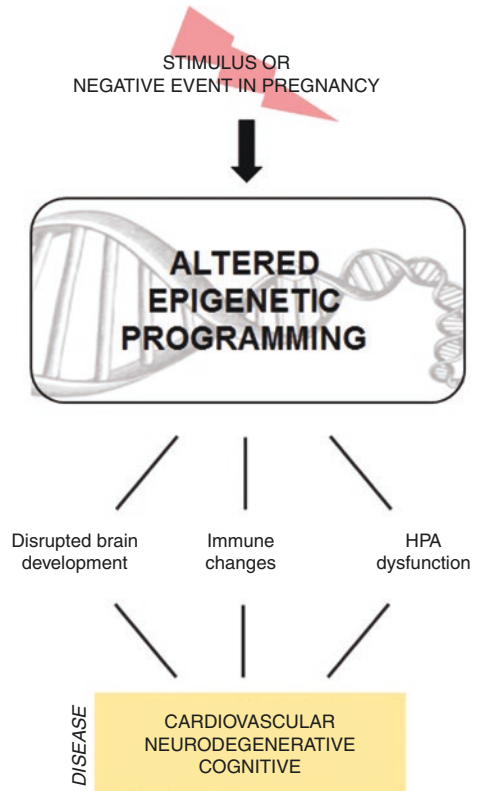 STIMULUS OR
NEGATIVE EVENT IN PREGNANCY
ALTERED
EPIGENETIC
PROGRAMMING
Disrupted brain
development
Immune
changes
HPA
dysfunction
DISEASE
CARDIOVASCULAR
NEURODEGENERATIVE
COGNITIVE